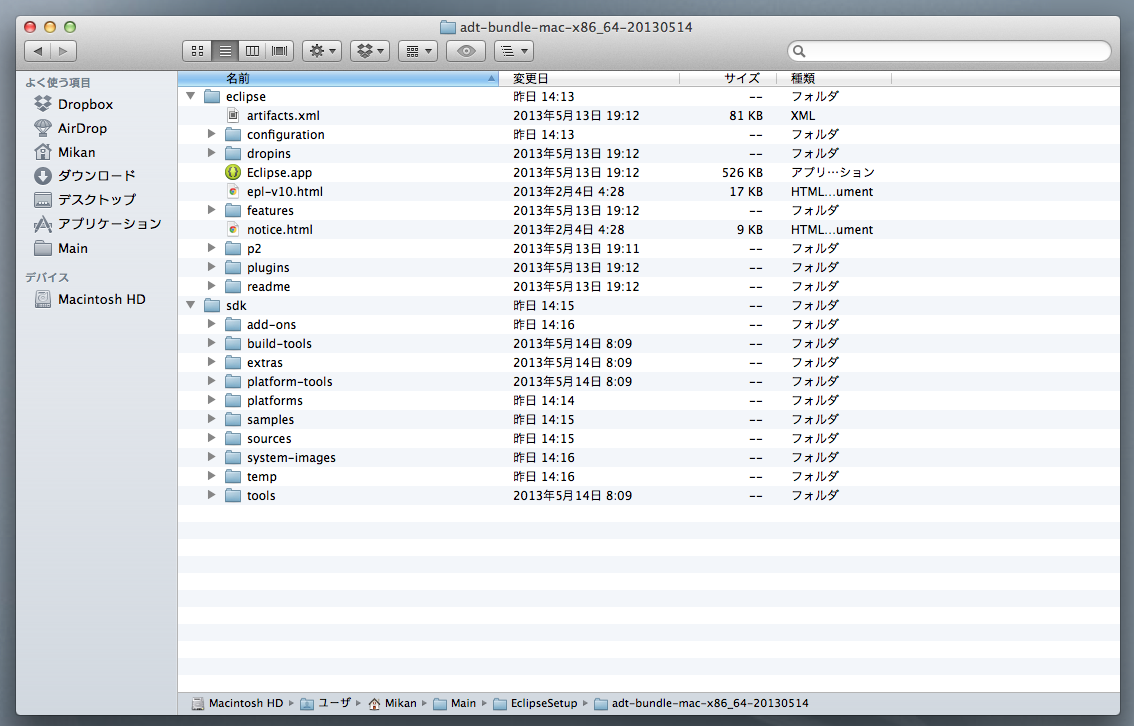 adt-bundle-mac-x86_64-20130514
よく使う項目
Dropbox
AirDrop
Mikan
ダウンロード
デスクトップ
アプリケーション
Main
デバイス
Macintosh HD
名前 変更日 サイズ 種類
eclipse 昨日 14:13 -- フォルダ
artifacts.xml 2013年5月13日 19:12 81 KB XML
configuration 昨日 14:13 -- フォルダ
dropins 2013年5月13日 19:12 -- フォルダ
Eclipse.app 2013年5月13日 19:12 526 KB アプリ…ション
epl-v10.html 2013年2月4日 4:28 17 KB HTML...ument
features 2013年5月13日 19:12 -- フォルダ
notice.html 2013年2月4日 4:28 9 KB HTML...ument
p2 2013年5月13日 19:11 -- フォルダ
plugins 2013年5月13日 19:12 -- フォルダ
readme 2013年5月13日 19:12 -- フォルダ
sdk 昨日 14:15 -- フォルダ
add-ons 昨日 14:16 -- フォルダ
build-tools 2013年5月14日 8:09 -- フォルダ
extras 2013年5月14日 8:09 -- フォルダ
platform-tools 2013年5月14日 8:09 -- フォルダ
platforms 昨日 14:14 -- フォルダ
samples 昨日 14:15 -- フォルダ
sources 昨日 14:15 -- フォルダ
system-images 昨日 14:16 -- フォルダ
temp 昨日 14:16 -- フォルダ
tools 2013年5月14日 8:09 -- フォルダ
Macintosh HD ▸ ユーザ ▸ Mikan ▸ Main ▸ EclipseSetup ▸ adt-bundle-mac-x86_64-20130514